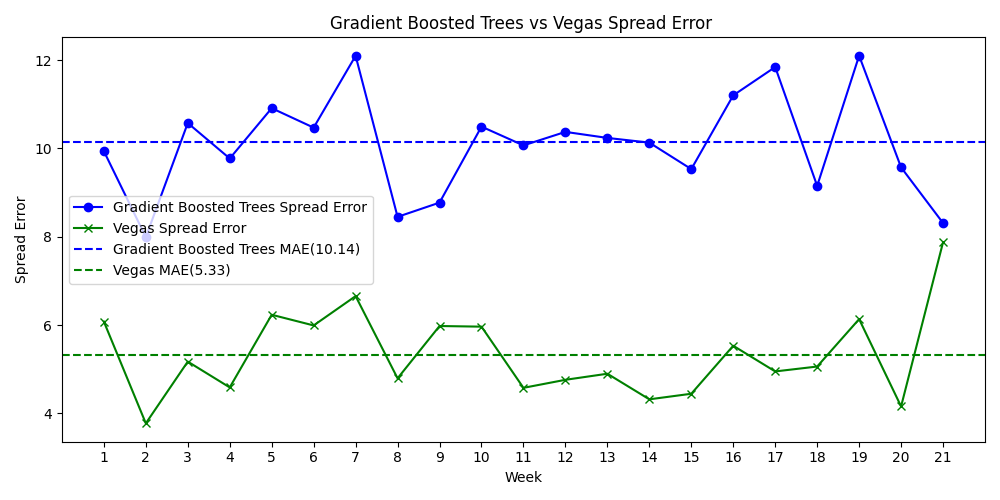 Gradient Boosted Trees vs Vegas Spread Error
Spread Error
12
10
8
6
4
Gradient Boosted Trees Spread Error
Vegas Spread Error
Gradient Boosted Trees MAE(10.14)
Vegas MAE(5.33)
1 2 3 4 5 6 7 8 9 10 11 12 13 14 15 16 17 18 19 20 21
Week